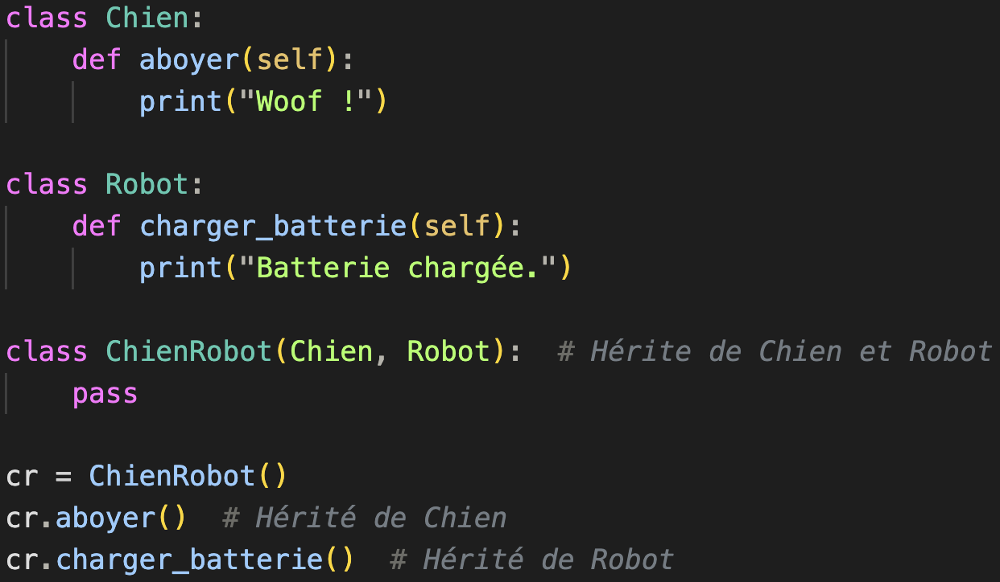 class Chien:
    def aboyer(self):
        print("Woof !")
class Robot:
    def charger_batterie(self):
        print("Batterie chargée.")
class ChienRobot(Chien, Robot):  # Hérite de Chien et Robot
    pass
cr = ChienRobot()
cr.aboyer()  # Hérité de Chien
cr.charger_batterie()  # Hérité de Robot